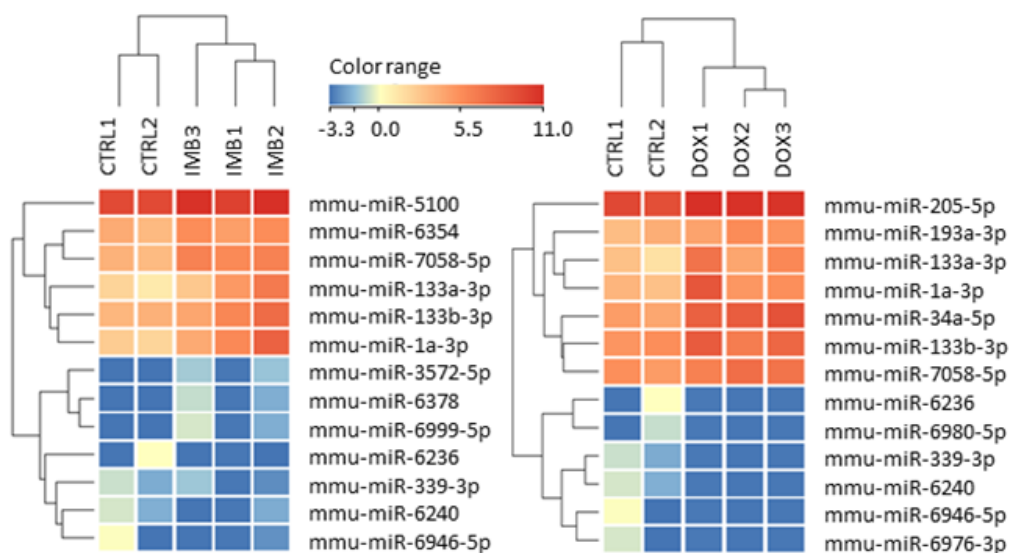 Color range
-3.3 0.0 5.5 11.0
CTRL1 CTRL2 IMB3 IMB1 IMB2
mmu-miR-5100
mmu-miR-6354
mmu-miR-7058-5p
mmu-miR-133a-3p
mmu-miR-133b-3p
mmu-miR-1a-3p
mmu-miR-3572-5p
mmu-miR-6378
mmu-miR-6999-5p
mmu-miR-6236
mmu-miR-339-3p
mmu-miR-6240
mmu-miR-6946-5p
CTRL1 CTRL2 DOX1 DOX2 DOX3
mmu-miR-205-5p
mmu-miR-193a-3p
mmu-miR-133a-3p
mmu-miR-1a-3p
mmu-miR-34a-5p
mmu-miR-133b-3p
mmu-miR-7058-5p
mmu-miR-6236
mmu-miR-6980-5p
mmu-miR-339-3p
mmu-miR-6240
mmu-miR-6946-5p
mmu-miR-6976-3p